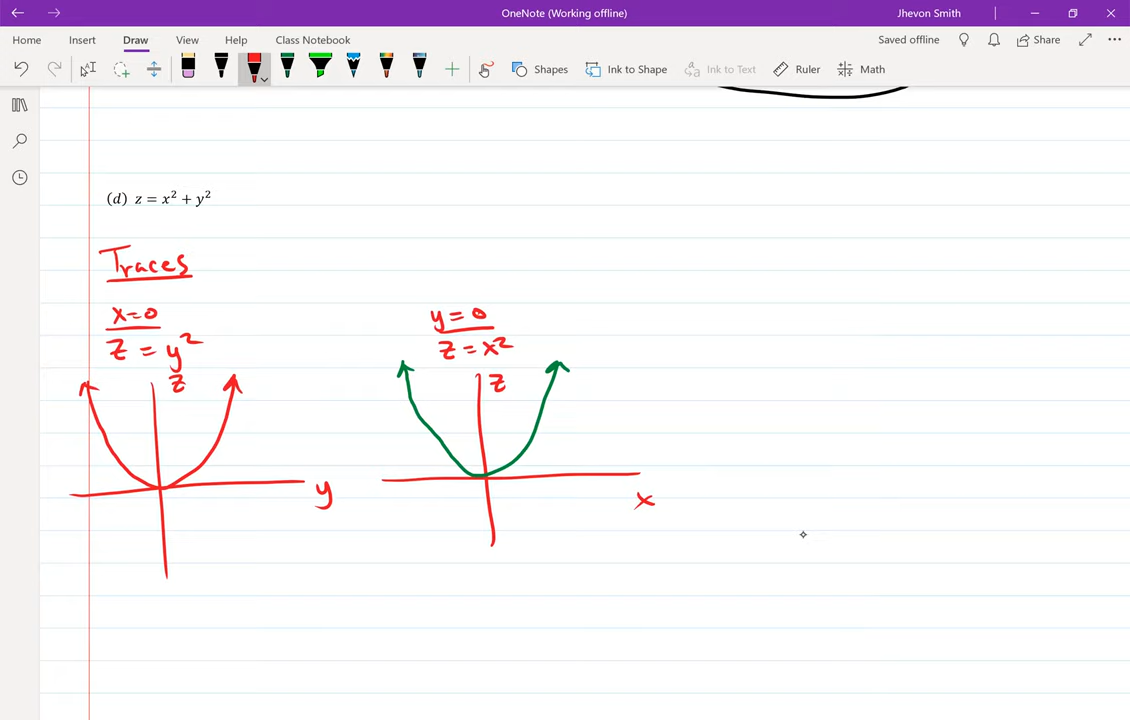 OneNote (Working offline)
Jhevon Smith
Home Insert Draw View Help Class Notebook
Saved offline Share
Shapes Ink to Shape Ink to Text Ruler Math
(d) z = x² + y²
Traces
x=0
z = y²
z
y
y = 0
z = x²
z
x